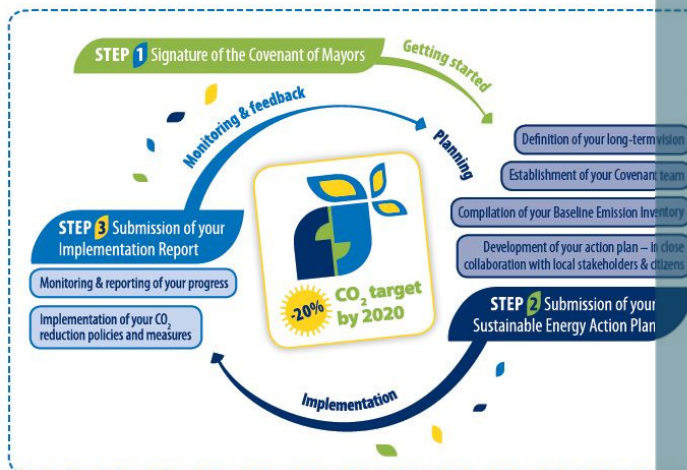 STEP 1 Signature of the Covenant of Mayors
Getting started
Monitoring & feedback
Planning
Definition of your long-term vision
Establishment of your Covenant team
Compilation of your Baseline Emission Inventory
Development of your action plan – in close
collaboration with local stakeholders & citizens
STEP 2 Submission of your
Sustainable Energy Action Plan
STEP 3 Submission of your
Implementation Report
Monitoring & reporting of your progress
Implementation of your CO₂
reduction policies and measures
-20%
CO₂ target
by 2020
Implementation